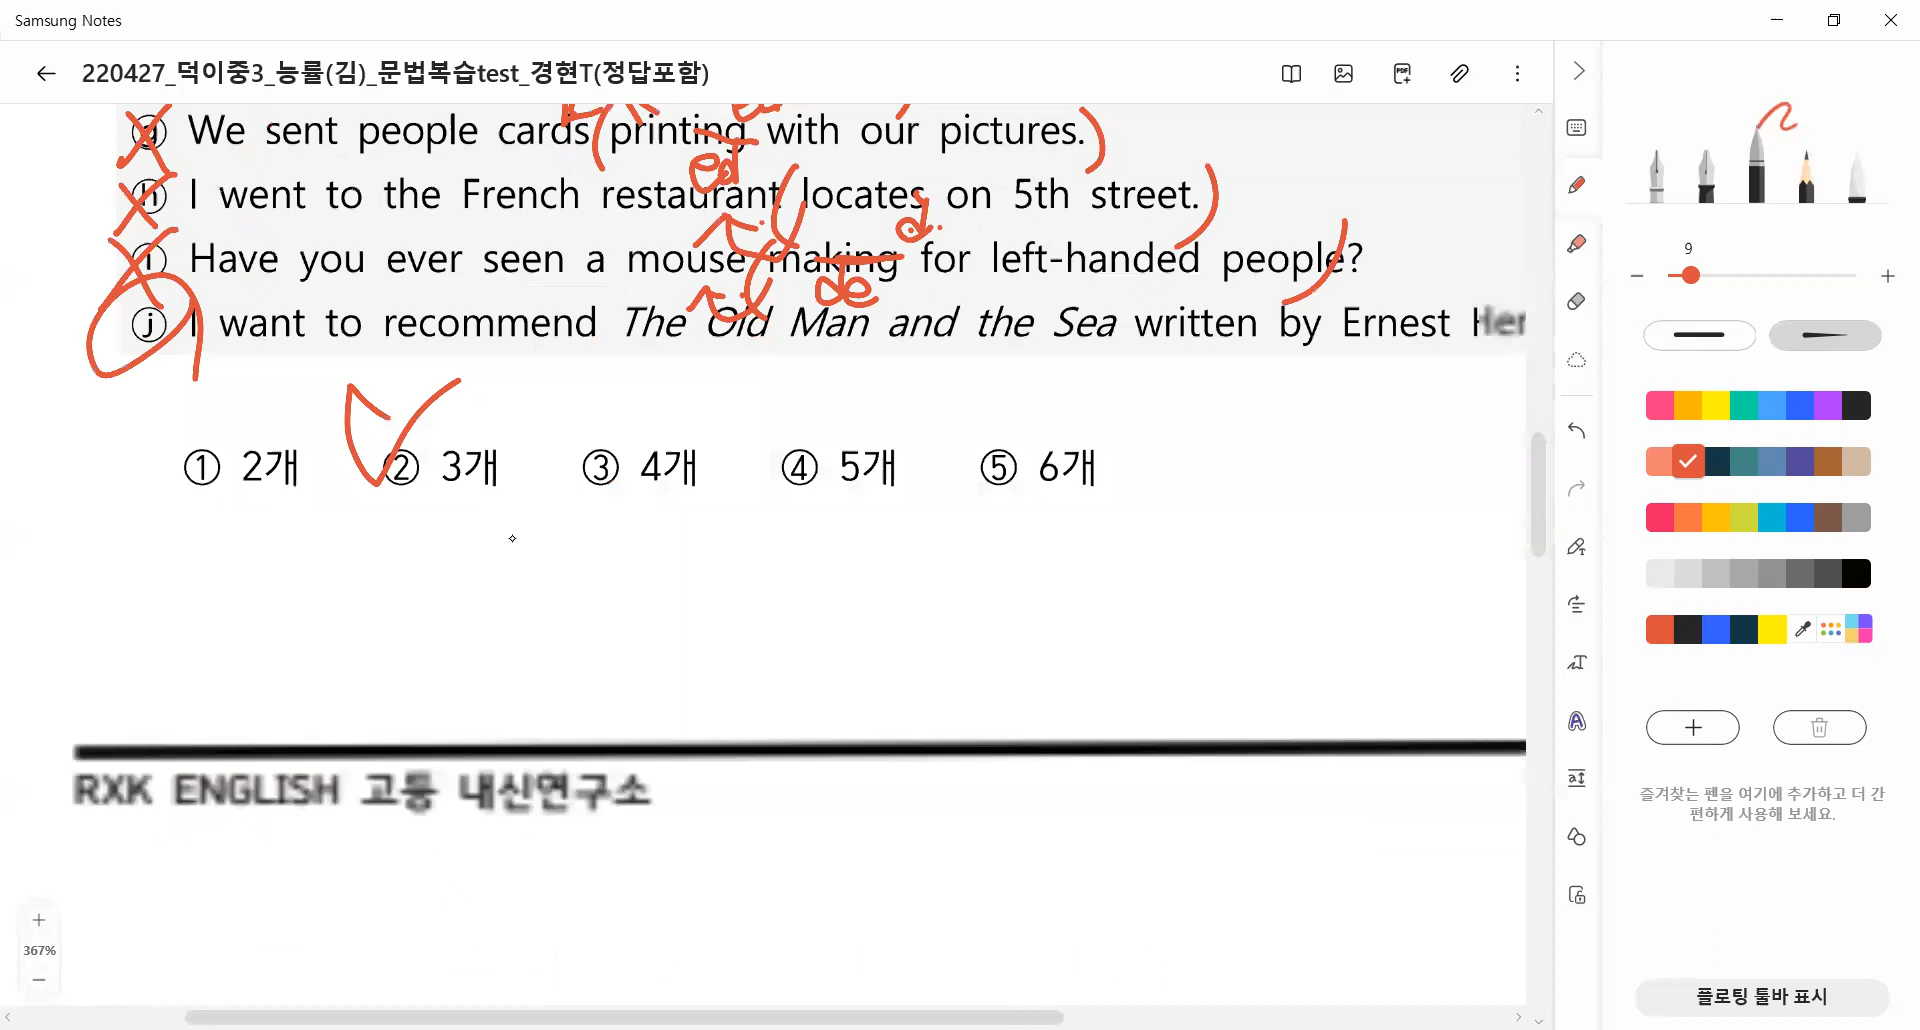 Samsung Notes
220427_덕이중3_능률(김)_문법복습test_경현T(정답포함)
ⓖ We sent people cards printing with our pictures.
ed
ⓗ I went to the French restaurant locates on 5th street.
d
ⓘ Have you ever seen a mouse making for left-handed people?
de
ⓙ I want to recommend The Old Man and the Sea written by Ernest
① 2개 ② 3개 ③ 4개 ④ 5개 ⑤ 6개
RXK ENGLISH 고등 내신연구소
367%
9
즐겨찾는 펜을 여기에 추가하고 더 간
편하게 사용해 보세요.
플로팅 툴바 표시